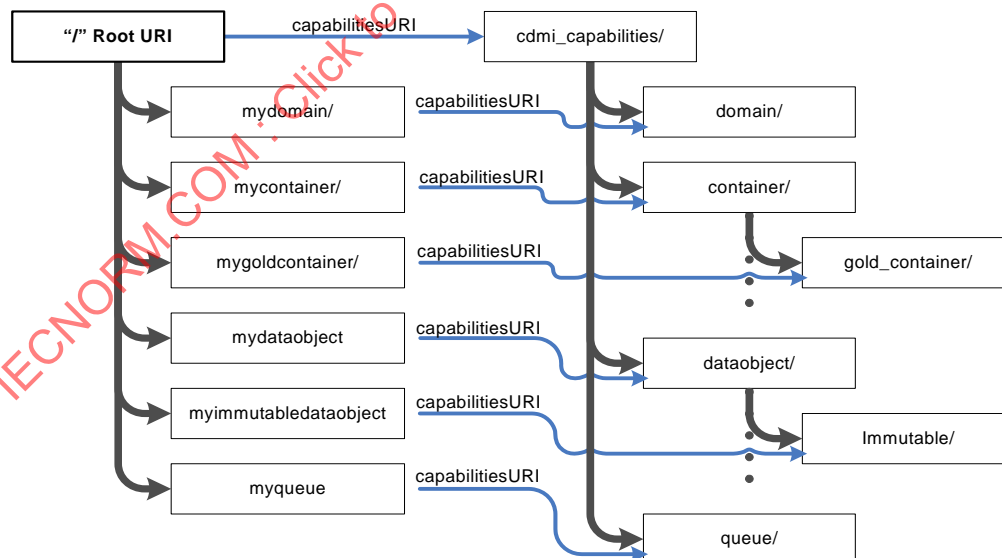 “/” Root URI
capabilitiesURI
cdmi_capabilities/
mydomain/
capabilitiesURI
domain/
mycontainer/
capabilitiesURI
container/
mygoldcontainer/
capabilitiesURI
gold_container/
mydataobject
capabilitiesURI
dataobject/
myimmutabledataobject
capabilitiesURI
Immutable/
myqueue
capabilitiesURI
queue/
IECNORM.COM : Click to